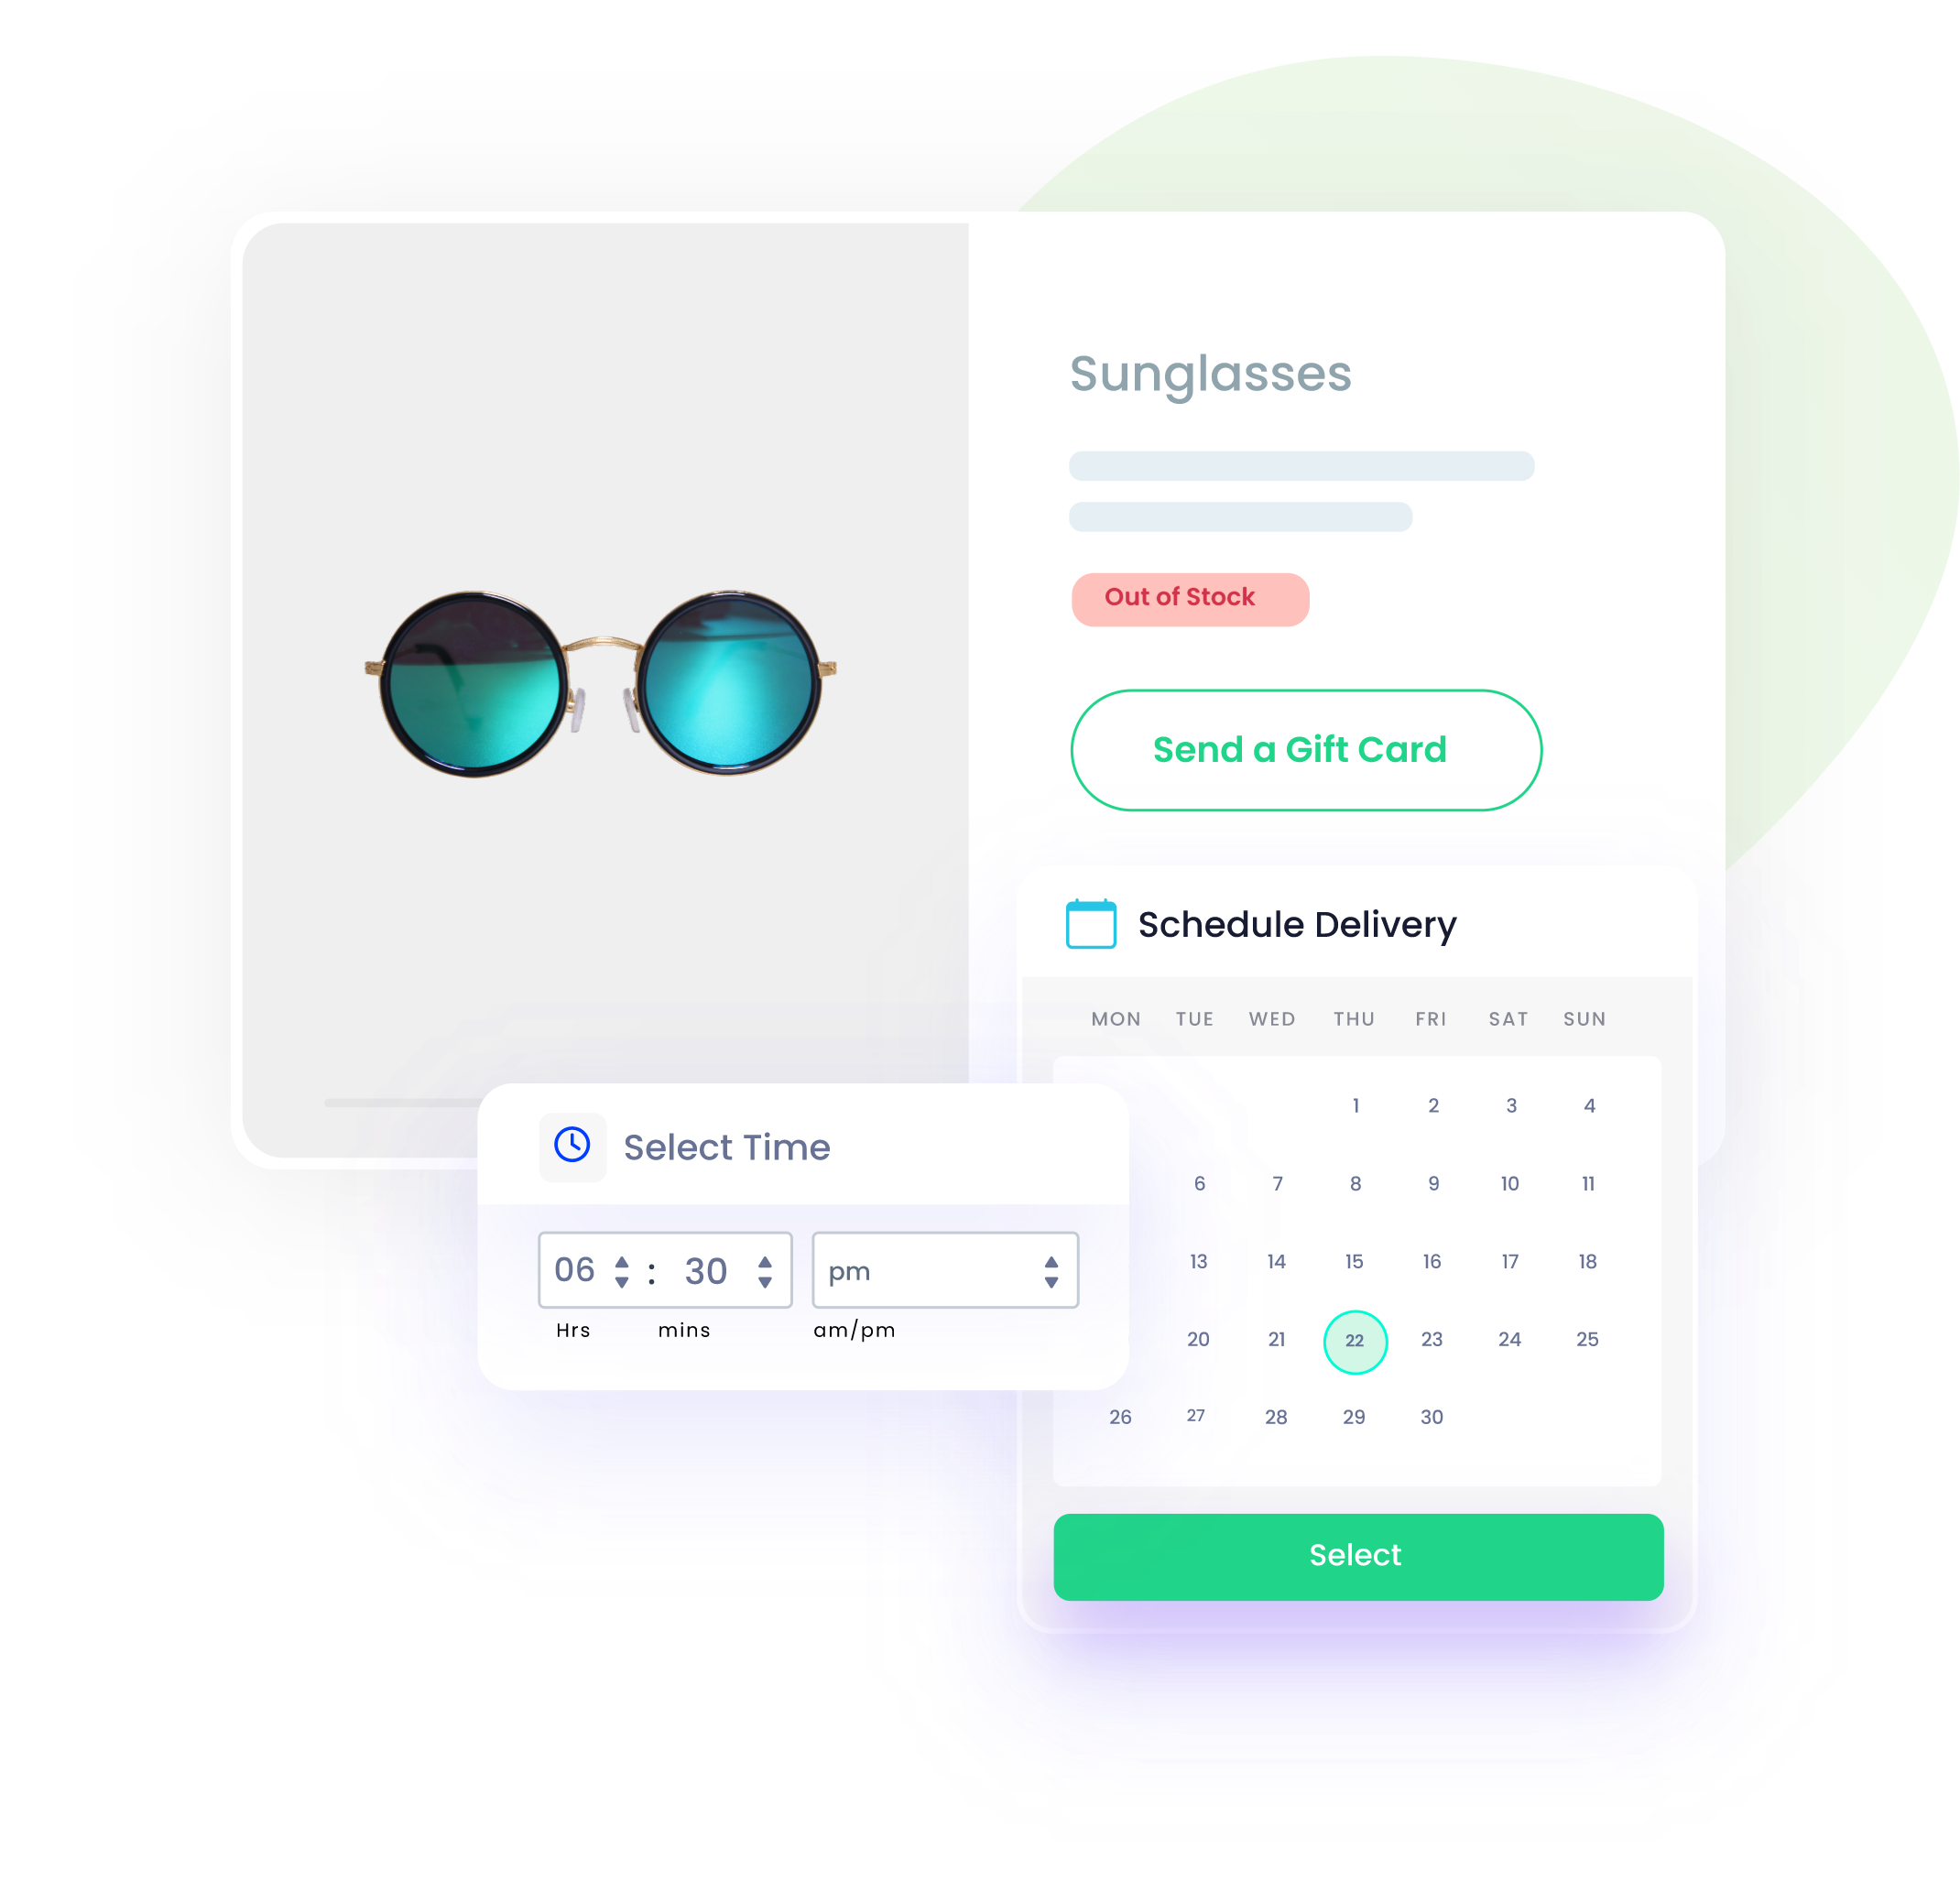 Sunglasses
Out of Stock
Send a Gift Card
Schedule Delivery
MON TUE WED THU FRI SAT SUN
1 2 3 4
6 7 8 9 10 11
13 14 15 16 17 18
20 21 22 23 24 25
26 27 28 29 30
Select
Select Time
06 : 30 pm
Hrs mins am/pm